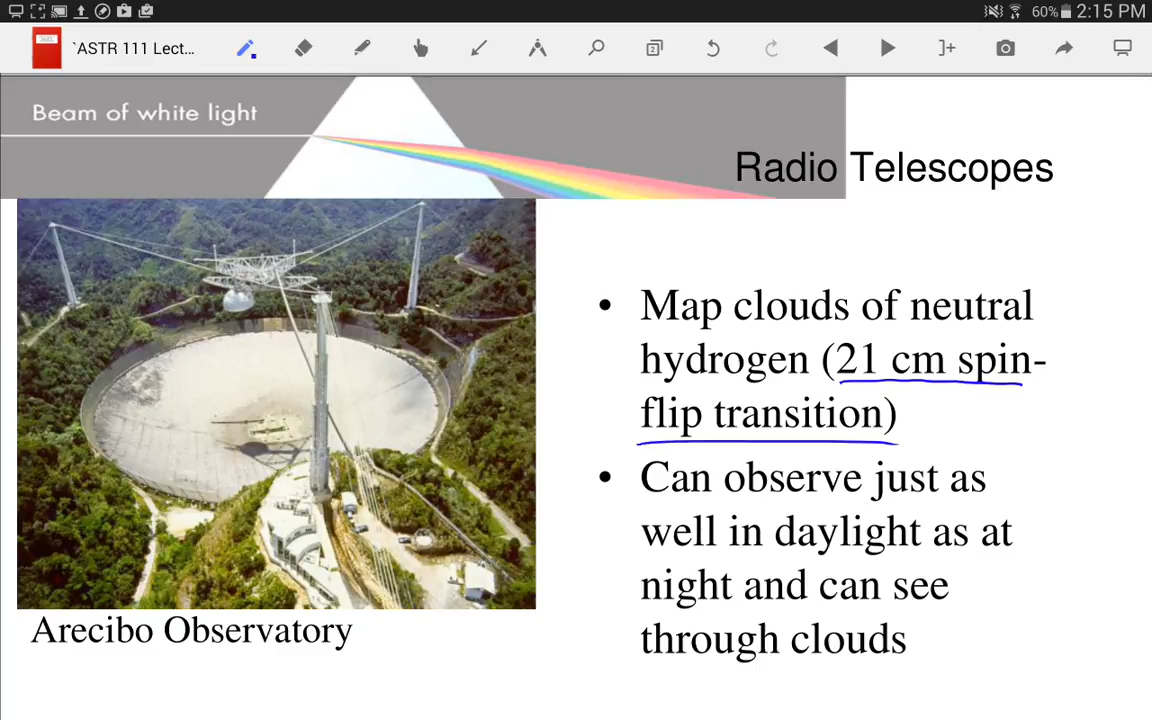 60% 2:15 PM
`ASTR 111 Lect...
2
Beam of white light
Radio Telescopes
• Map clouds of neutral
hydrogen (21 cm spin-
flip transition)
• Can observe just as
well in daylight as at
night and can see
through clouds
Arecibo Observatory